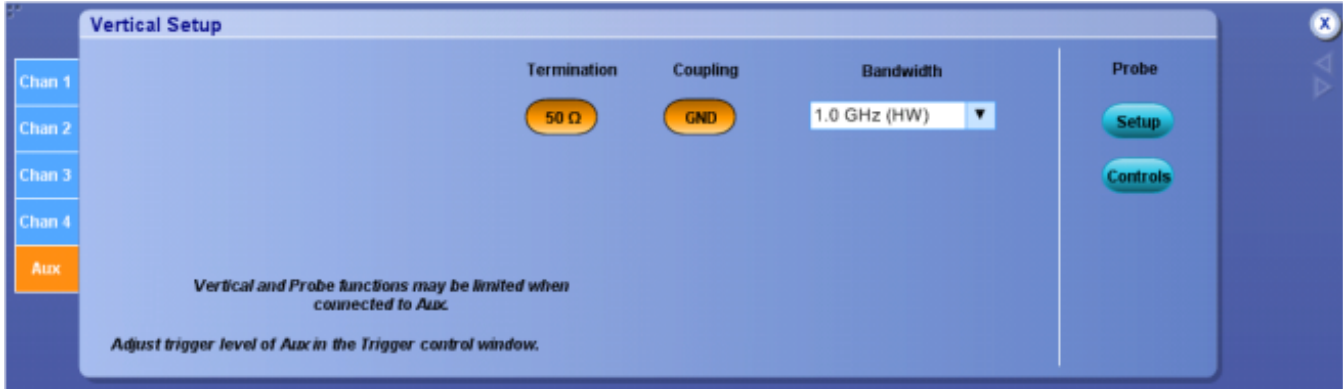 Vertical Setup
Chan 1
Chan 2
Chan 3
Chan 4
Aux
Termination
50 Ω
Coupling
GND
Bandwidth
1.0 GHz (HW)
Probe
Setup
Controls
Vertical and Probe functions may be limited when
connected to Aux.
Adjust trigger level of Aux in the Trigger control window.
X